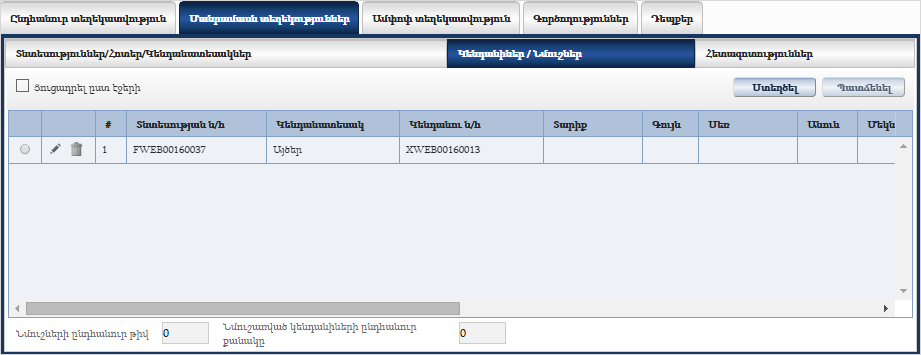 Ընդհանուր տեղեկատվություն Մանրամասն տեղեկություններ Ամփոփ տեղեկատվություն Գործողություններ Դեպքեր
Տնտեսություններ/Հոտեր/Կենդանատեսակներ Կենդանիներ / Նմուշներ Հետազոտություններ
Ցուցադրել ըստ էջերի Ստեղծել Պատճենել
# Տնտեսության ն/հ Կենդանատեսակ Կենդանու ն/հ Տարիք Գույն Սեռ Անուն Մեկն
1 FWEB00160037 Այծեր XWEB00160013
Նմուշների ընդհանուր թիվ 0 Նմուշառված կենդանիների ընդհանուր քանակը 0